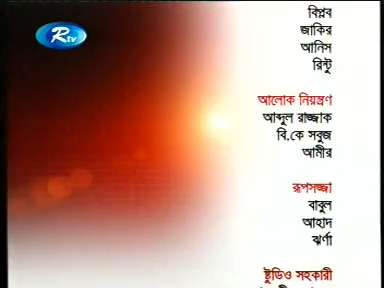 Rtv
বিপ্লব
জাকির
আনিস
রিন্টু
আলোক নিয়ন্ত্রণ
আব্দুল রাজ্জাক
বি.কে সবুজ
আমীর
রূপসজ্জা
বাবুল
আহাদ
ঝর্ণা
ষ্টুডিও সহকারী